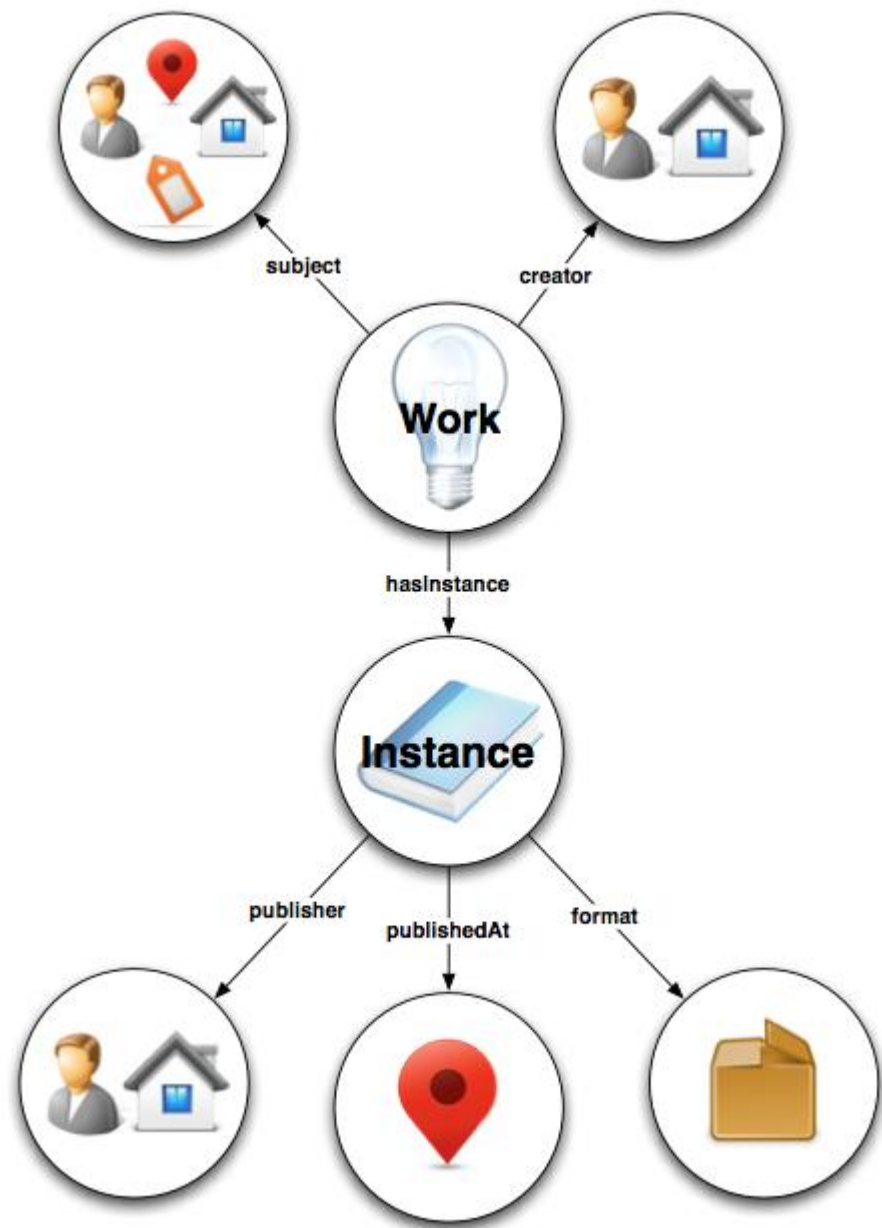 subject
creator
Work
hasInstance
Instance
publisher
publishedAt
format